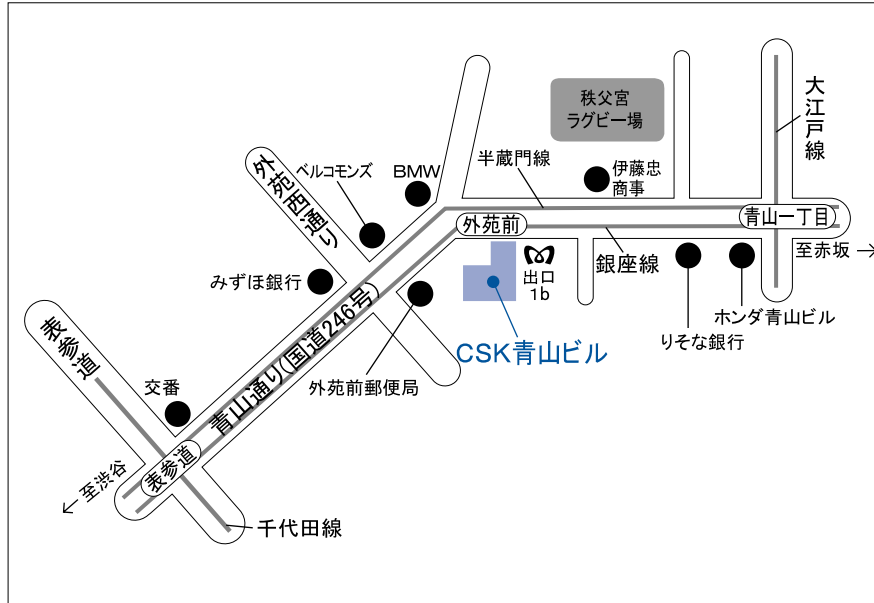 秩父宮
ラグビー場
大江戸線
半蔵門線
伊藤忠
商事
BMW
ベルコモンズ
外苑西通り
外苑前
青山一丁目
至赤坂→
銀座線
出口
1b
みずほ銀行
ホンダ青山ビル
りそな銀行
CSK青山ビル
青山通り(国道246号)
外苑前郵便局
表参道
交番
表参道
←至渋谷
千代田線